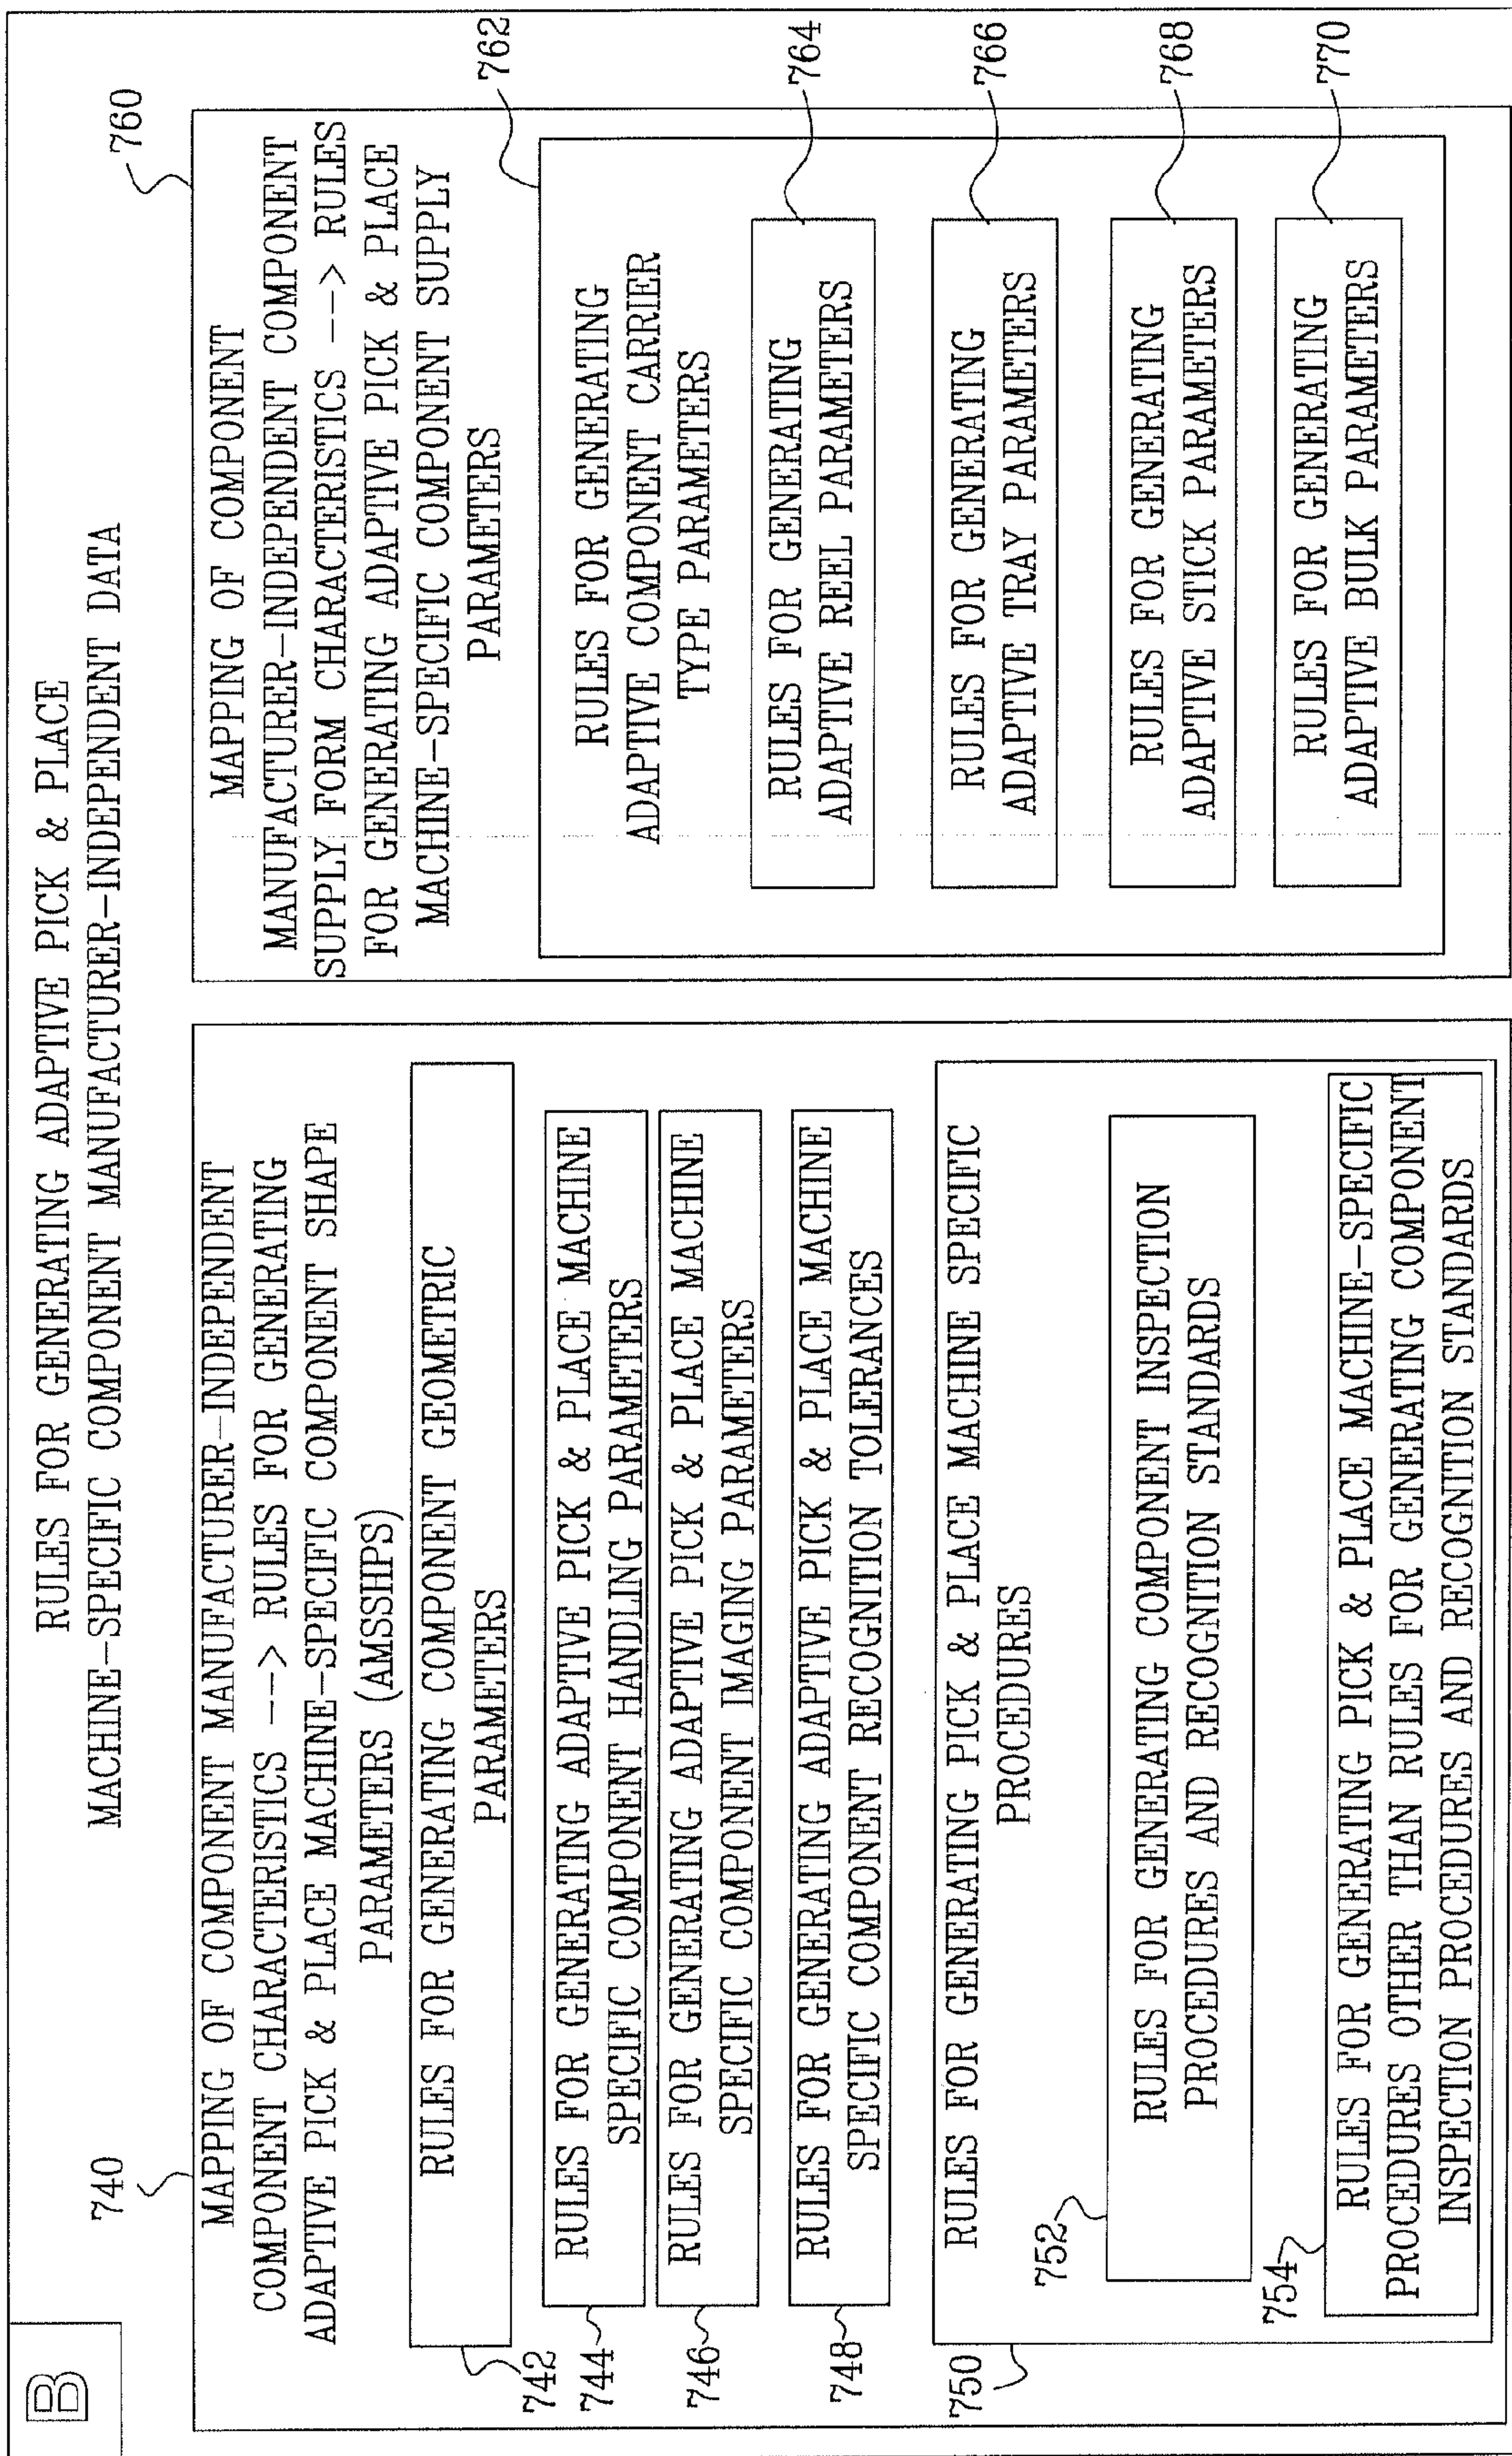 B
RULES FOR GENERATING ADAPTIVE PICK & PLACE
MACHINE-SPECIFIC COMPONENT MANUFACTURER-INDEPENDENT DATA
740
MAPPING OF COMPONENT MANUFACTURER-INDEPENDENT
COMPONENT CHARACTERISTICS --> RULES FOR GENERATING
ADAPTIVE PICK & PLACE MACHINE-SPECIFIC COMPONENT SHAPE
PARAMETERS (AMSSHPS)
RULES FOR GENERATING COMPONENT GEOMETRIC
PARAMETERS
742
RULES FOR GENERATING ADAPTIVE PICK & PLACE MACHINE
SPECIFIC COMPONENT HANDLING PARAMETERS
744
RULES FOR GENERATING ADAPTIVE PICK & PLACE MACHINE
SPECIFIC COMPONENT IMAGING PARAMETERS
746
RULES FOR GENERATING ADAPTIVE PICK & PLACE MACHINE
SPECIFIC COMPONENT RECOGNITION TOLERANCES
748
RULES FOR GENERATING PICK & PLACE MACHINE SPECIFIC
PROCEDURES
750
752
RULES FOR GENERATING COMPONENT INSPECTION
PROCEDURES AND RECOGNITION STANDARDS
754
RULES FOR GENERATING PICK & PLACE MACHINE-SPECIFIC
PROCEDURES OTHER THAN RULES FOR GENERATING COMPONENT
INSPECTION PROCEDURES AND RECOGNITION STANDARDS
760
MAPPING OF COMPONENT
MANUFACTURER-INDEPENDENT COMPONENT
SUPPLY FORM CHARACTERISTICS --> RULES
FOR GENERATING ADAPTIVE PICK & PLACE
MACHINE-SPECIFIC COMPONENT SUPPLY
PARAMETERS
762
RULES FOR GENERATING
ADAPTIVE COMPONENT CARRIER
TYPE PARAMETERS
RULES FOR GENERATING
ADAPTIVE REEL PARAMETERS
764
RULES FOR GENERATING
ADAPTIVE TRAY PARAMETERS
766
RULES FOR GENERATING
ADAPTIVE STICK PARAMETERS
768
RULES FOR GENERATING
ADAPTIVE BULK PARAMETERS
770